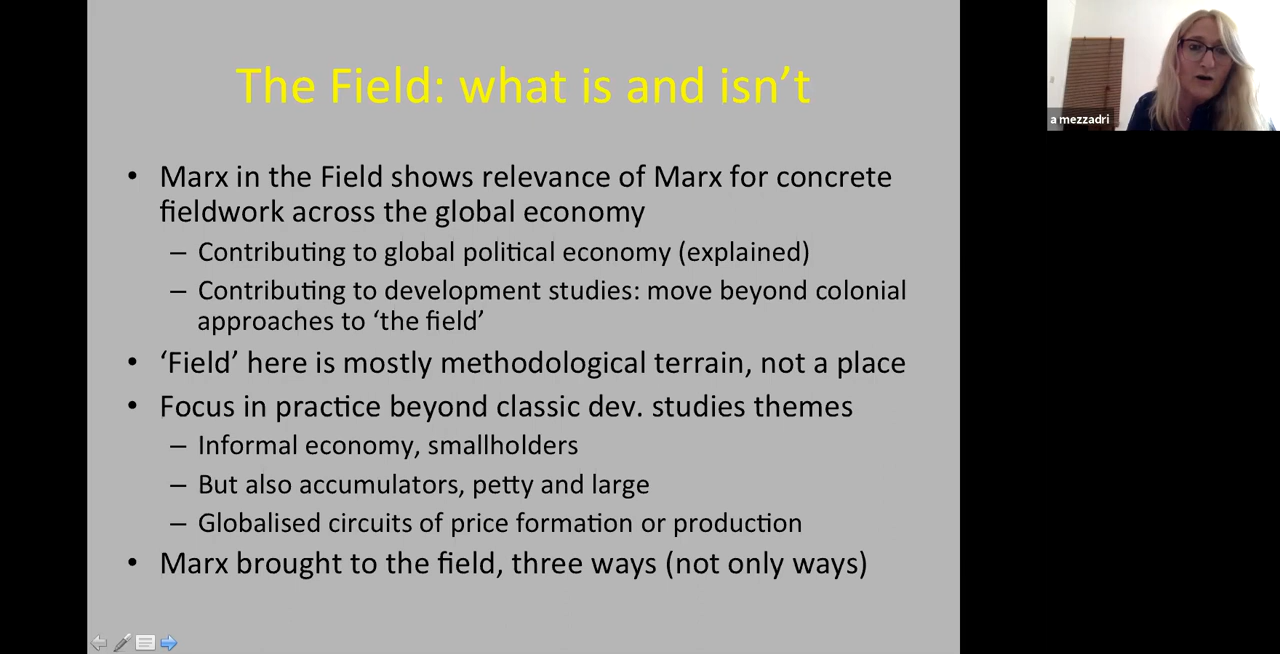 The Field: what is and isn't
• Marx in the Field shows relevance of Marx for concrete
fieldwork across the global economy
– Contributing to global political economy (explained)
– Contributing to development studies: move beyond colonial
approaches to 'the field'
• 'Field' here is mostly methodological terrain, not a place
• Focus in practice beyond classic dev. studies themes
– Informal economy, smallholders
– But also accumulators, petty and large
– Globalised circuits of price formation or production
• Marx brought to the field, three ways (not only ways)
a mezzadri